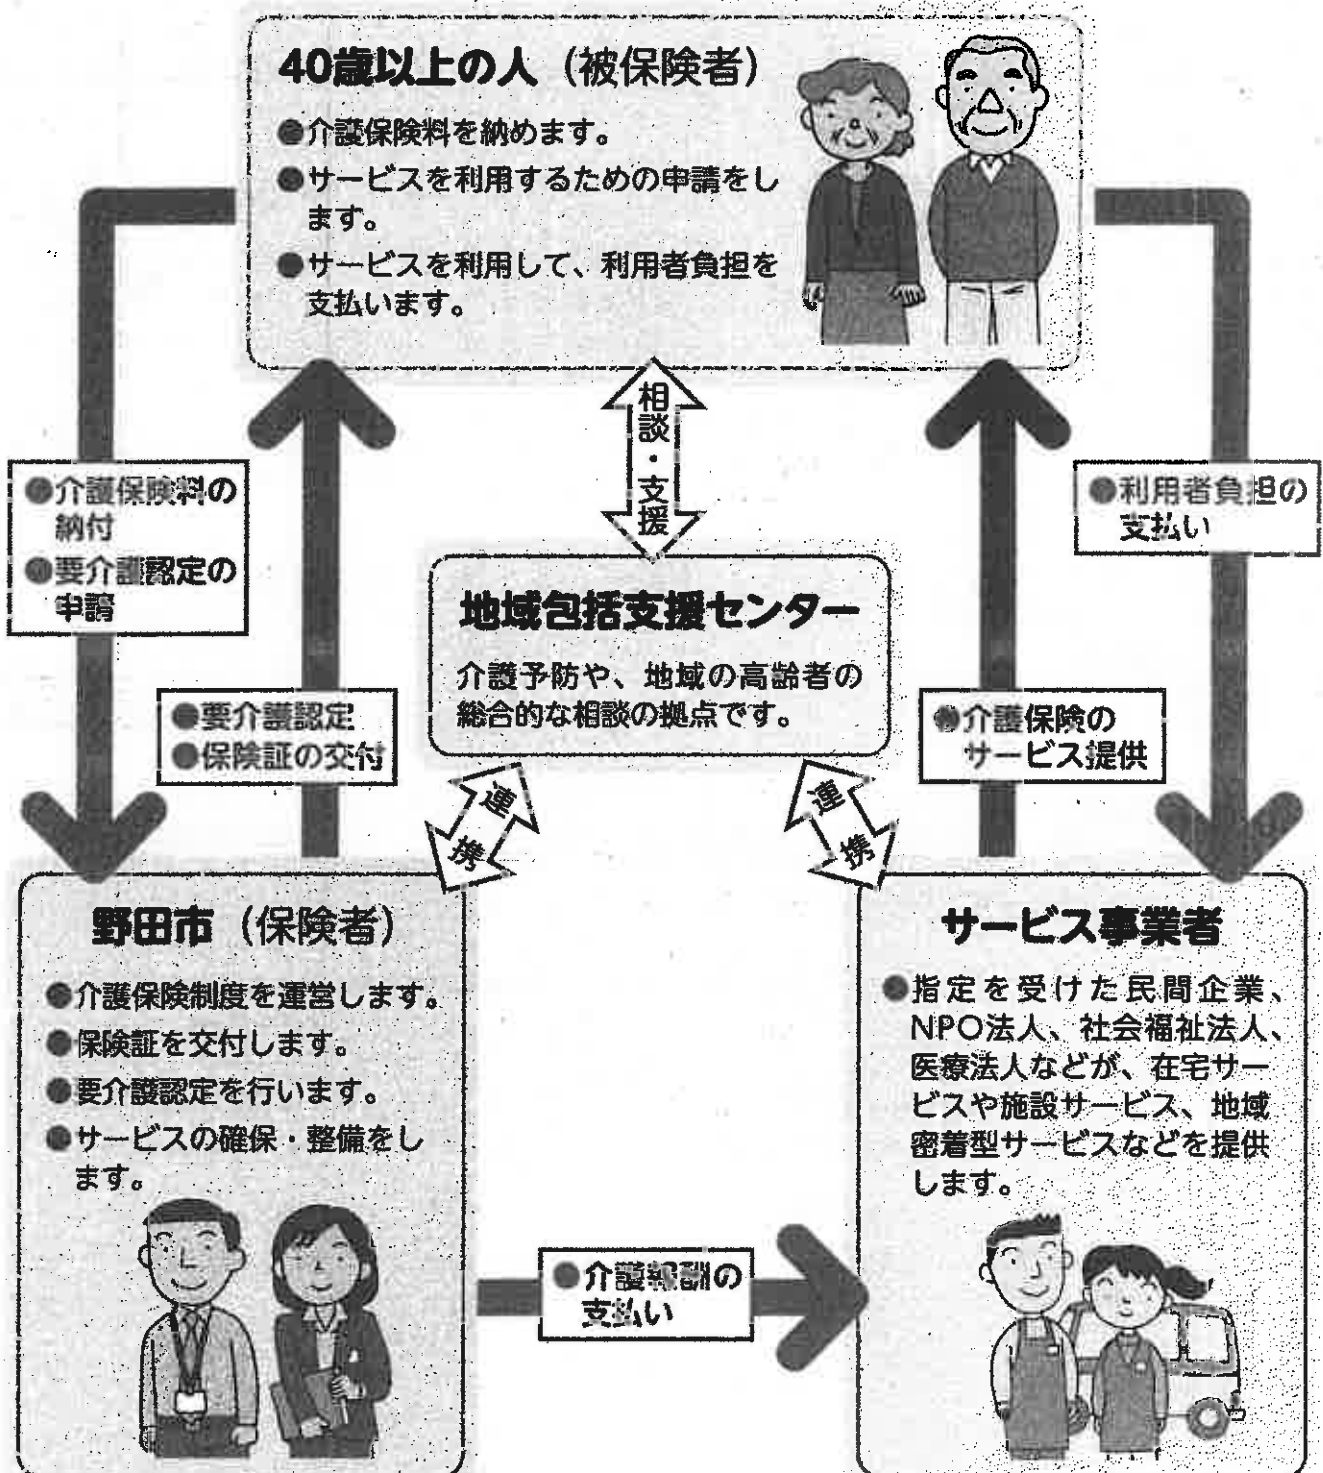 40歳以上の人（被保険者）
●介護保険料を納めます。
●サービスを利用するための申請をし
ます。
●サービスを利用して、利用者負担を
支払います。
相談・支援
●介護保険料の
納付
●要介護認定の
申請
●利用者負担の
支払い
地域包括支援センター
介護予防や、地域の高齢者の
総合的な相談の拠点です。
●要介護認定
●保険証の交付
●介護保険の
サービス提供
連携
連携
野田市（保険者）
●介護保険制度を運営します。
●保険証を交付します。
●要介護認定を行います。
●サービスの確保・整備をし
ます。
サービス事業者
●指定を受けた民間企業、
NPO法人、社会福祉法人、
医療法人などが、在宅サー
ビスや施設サービス、地域
密着型サービスなどを提供
します。
●介護報酬の
支払い